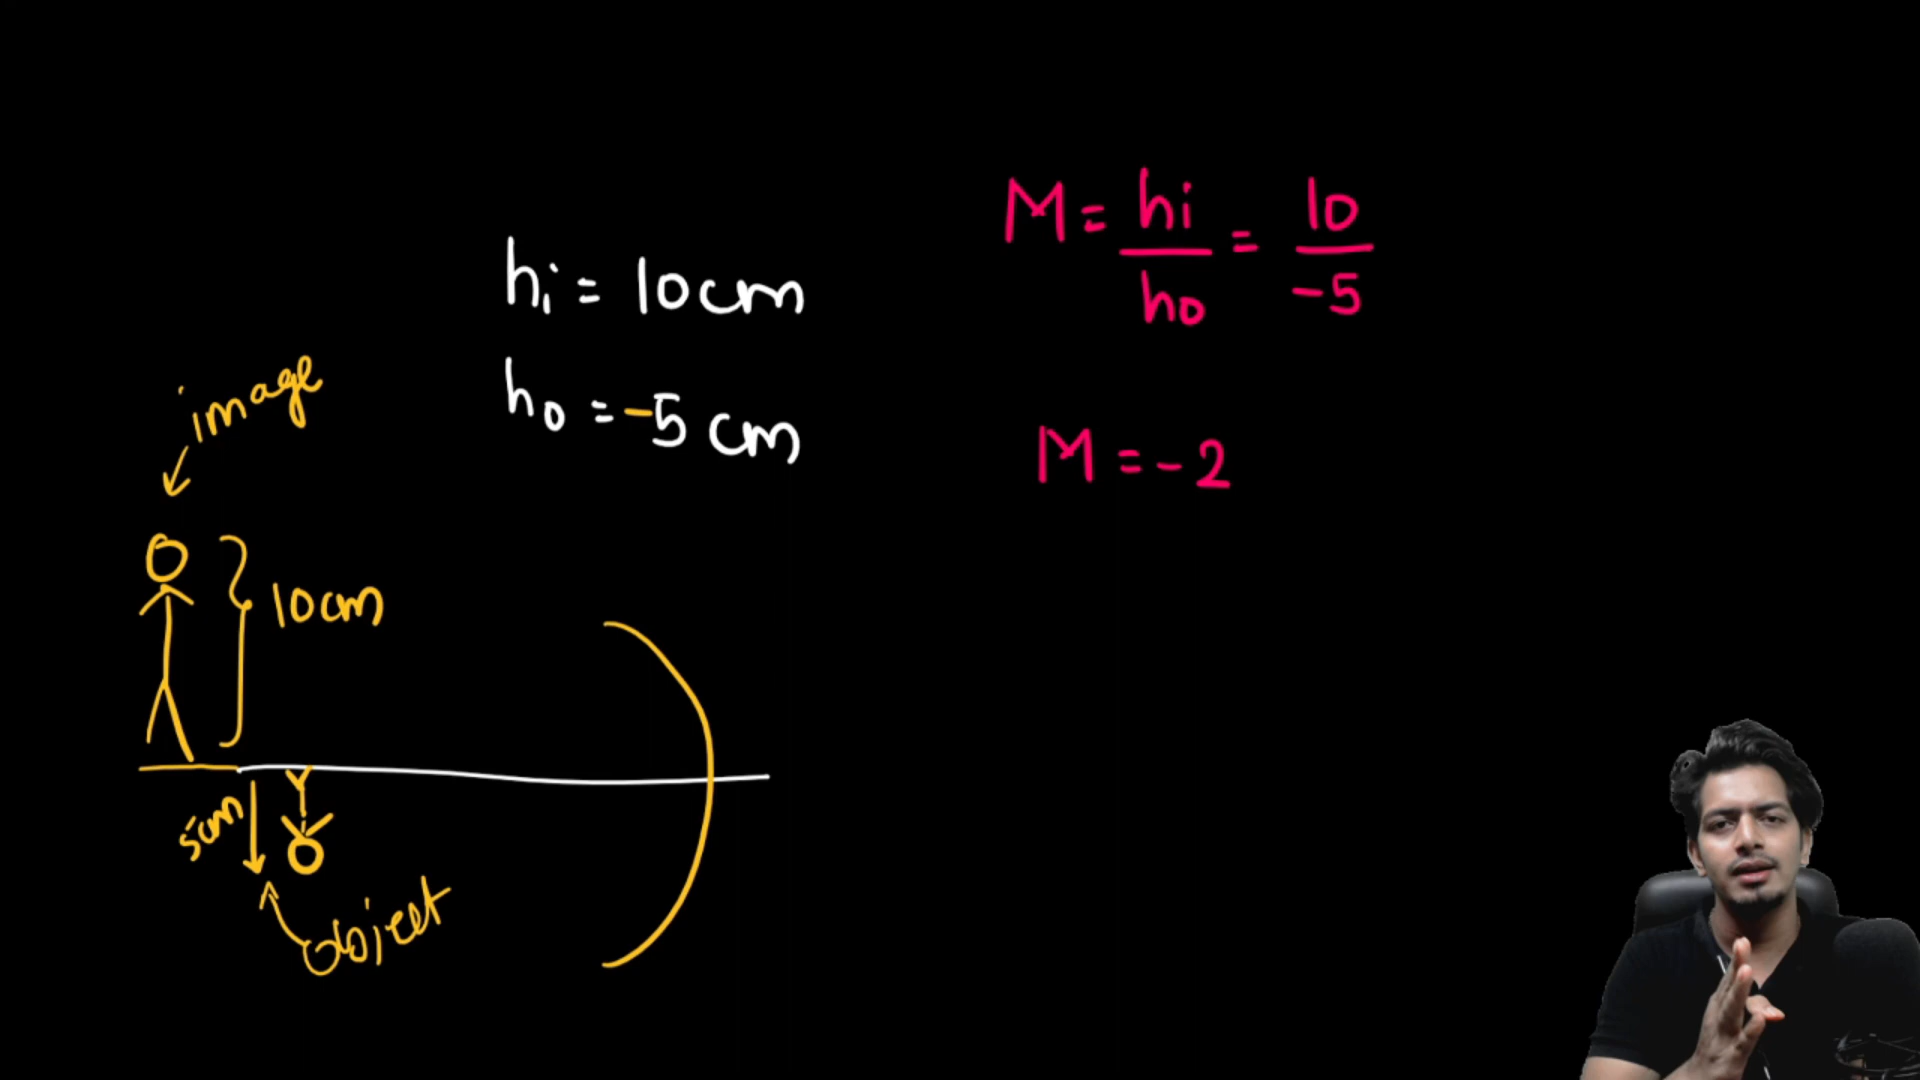 hi = 10cm
ho = -5 cm
M = hi/ho = 10/-5
M = -2
image
10cm
5cm
object